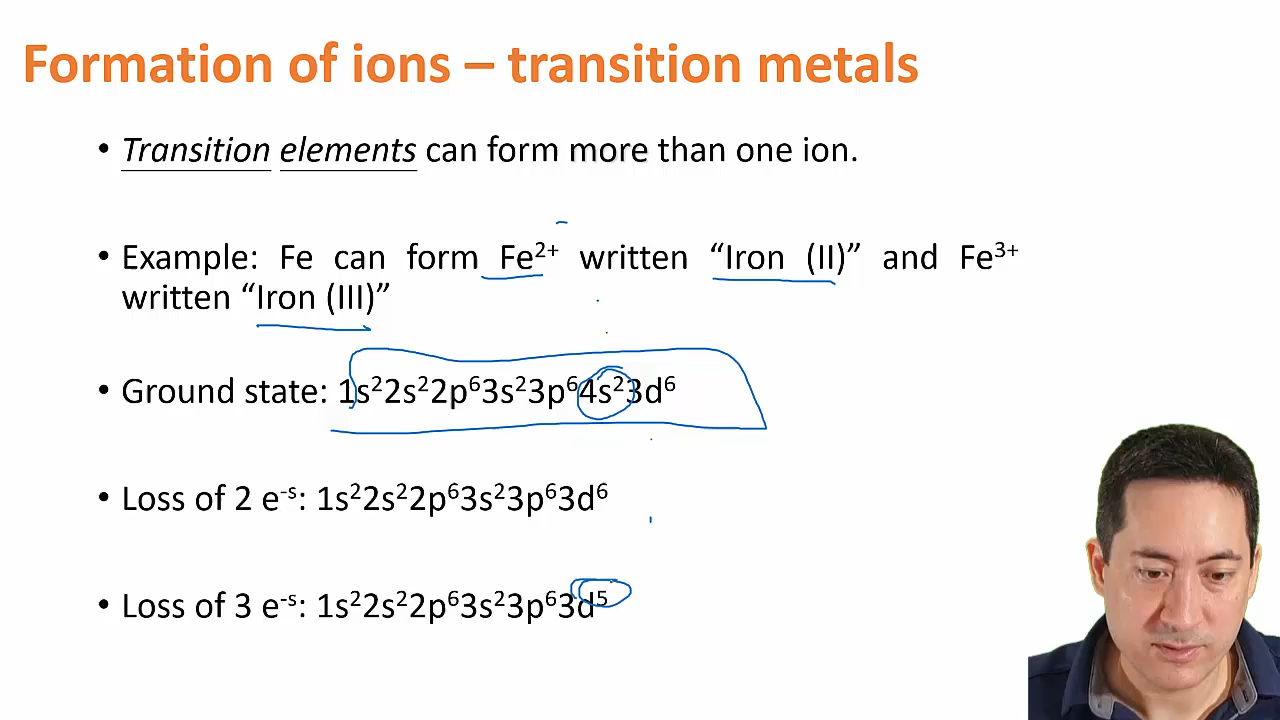 Formation of ions – transition metals
• Transition elements can form more than one ion.
• Example: Fe can form Fe²⁺ written “Iron (II)” and Fe³⁺
written “Iron (III)”
• Ground state: 1s²2s²2p⁶3s²3p⁶4s²3d⁶
• Loss of 2 e⁻ˢ: 1s²2s²2p⁶3s²3p⁶3d⁶
• Loss of 3 e⁻ˢ: 1s²2s²2p⁶3s²3p⁶3d⁵